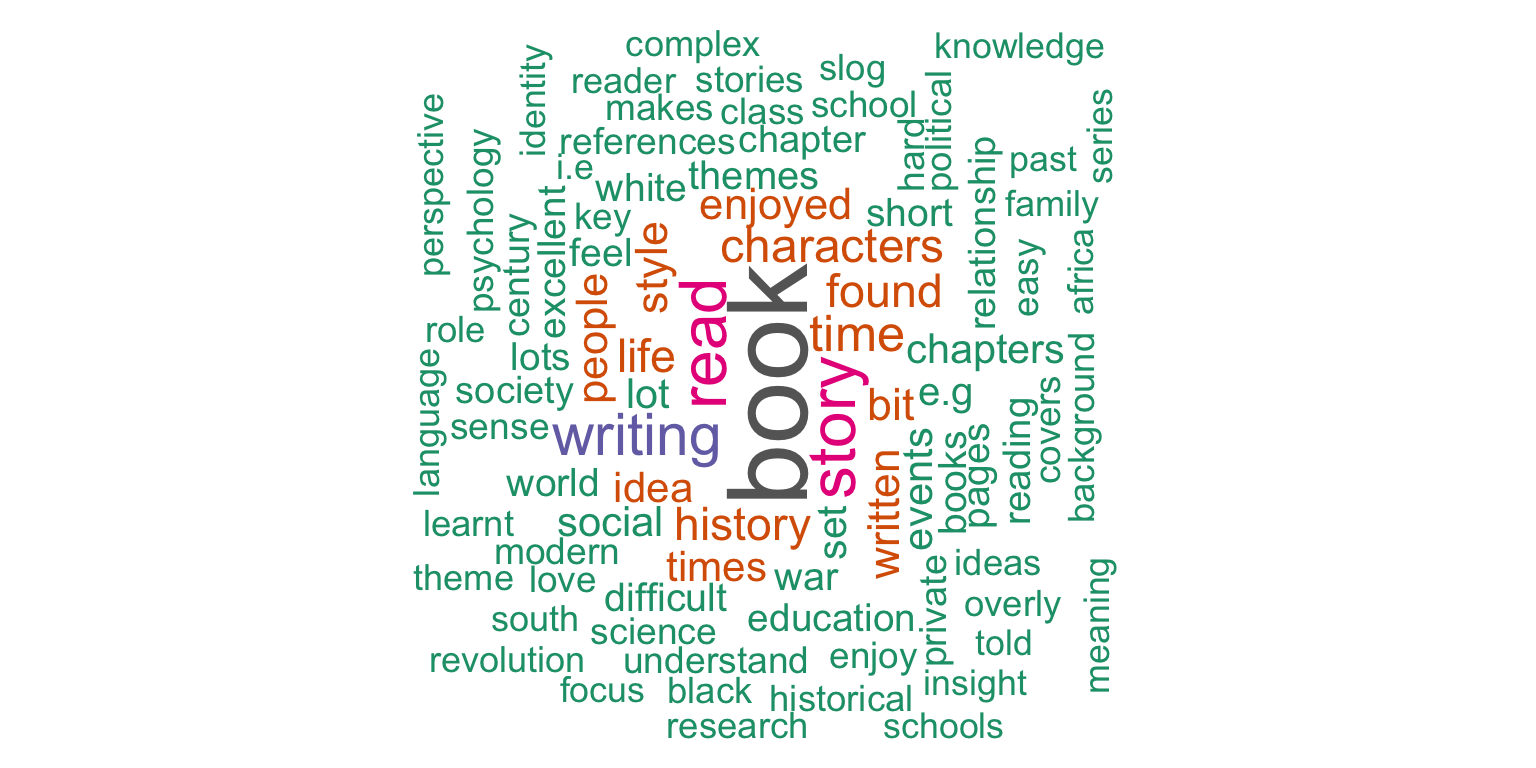 complex
knowledge
identity
reader
stories
slog
perspective
makes
class
school
political
series
psychology
references
chapter
hard
relationship
past
i.e
white
themes
excellent
century
key
enjoyed
short
family
feel
style
characters
easy
africa
people
read
book
found
role
time
lots
life
chapters
background
language
society
lot
story
bit
e.g
covers
reading
sense
writing
events
books
pages
written
world
idea
learnt
social
history
set
modern
times
war
ideas
theme
love
difficult
private
overly
meaning
south
science
education
told
revolution
understand
enjoy
focus
black
historical
insight
research
schools